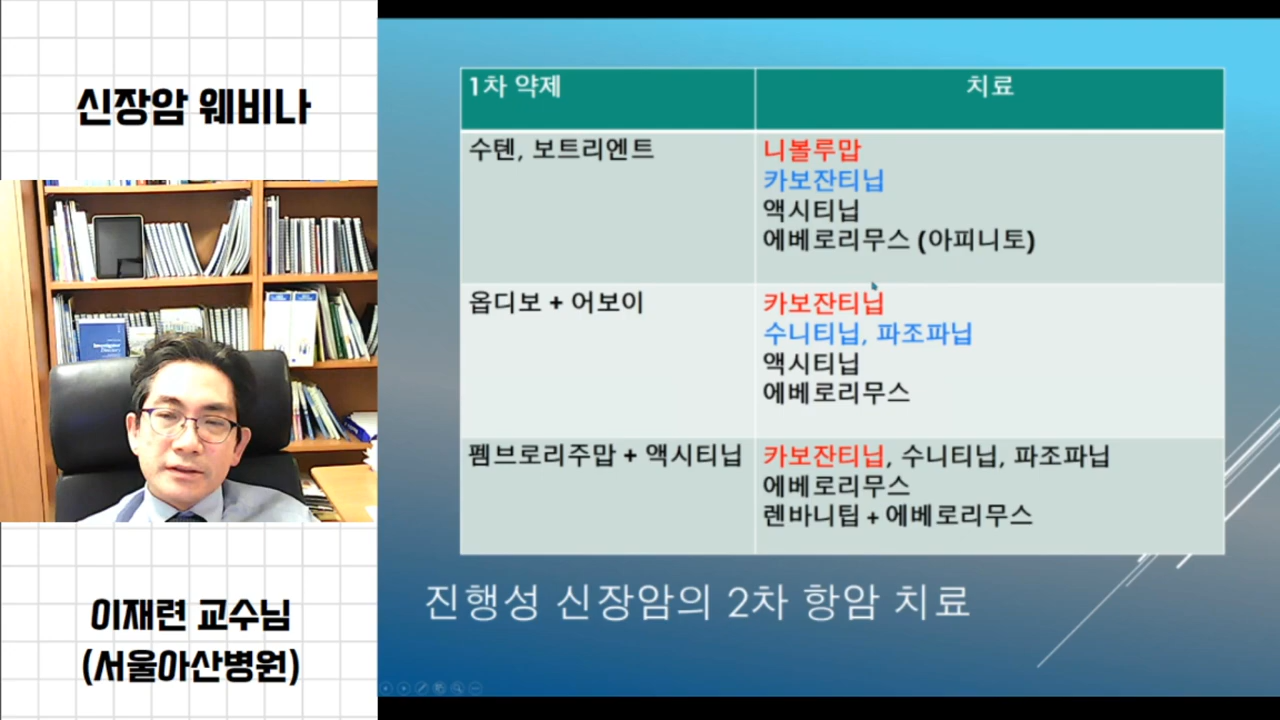 신장암 웨비나
이재련 교수님
(서울아산병원)
1차 약제
치료
수텐, 보트리엔트
니볼루맙
카보잔티닙
액시티닙
에베로리무스 (아피니토)
옵디보 + 어보이
카보잔티닙
수니티닙, 파조파닙
액시티닙
에베로리무스
펨브로리주맙 + 액시티닙
카보잔티닙, 수니티닙, 파조파닙
에베로리무스
렌바니팁 + 에베로리무스
진행성 신장암의 2차 항암 치료